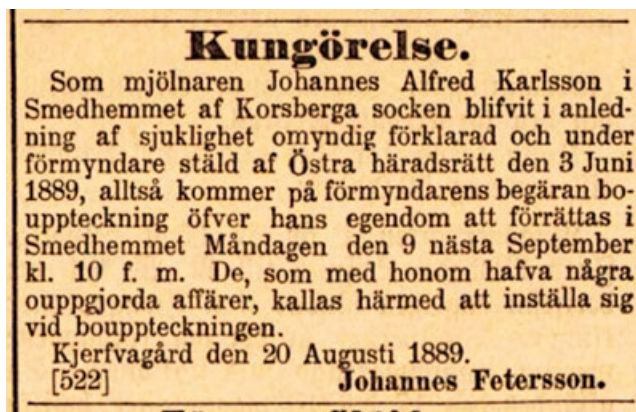 Kungörelse.
Som mjölnaren Johannes Alfred Karlsson i
Smedhemmet af Korsberga socken blifvit i anled-
ning af sjuklighet omyndig förklarad och under
förmyndare stäld af Östra häradsrätt den 3 Juni
1889, alltså kommer på förmyndarens begäran bo-
uppteckning öfver hans egendom att förrättas i
Smedhemmet Måndagen den 9 nästa September
kl. 10 f. m. De, som med honom hafva några
ouppgjorda affärer, kallas härmed att inställa sig
vid bouppteckningen.
Kjerfvagård den 20 Augusti 1889.
[522] Johannes Fetersson.